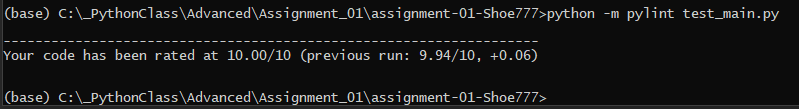 (base) C:\_PythonClass\Advanced\Assignment_01\assignment-01-Shoe777>python -m pylint test_main.py
-------------------------------------------------------------------
Your code has been rated at 10.00/10 (previous run: 9.94/10, +0.06)
(base) C:\_PythonClass\Advanced\Assignment_01\assignment-01-Shoe777>